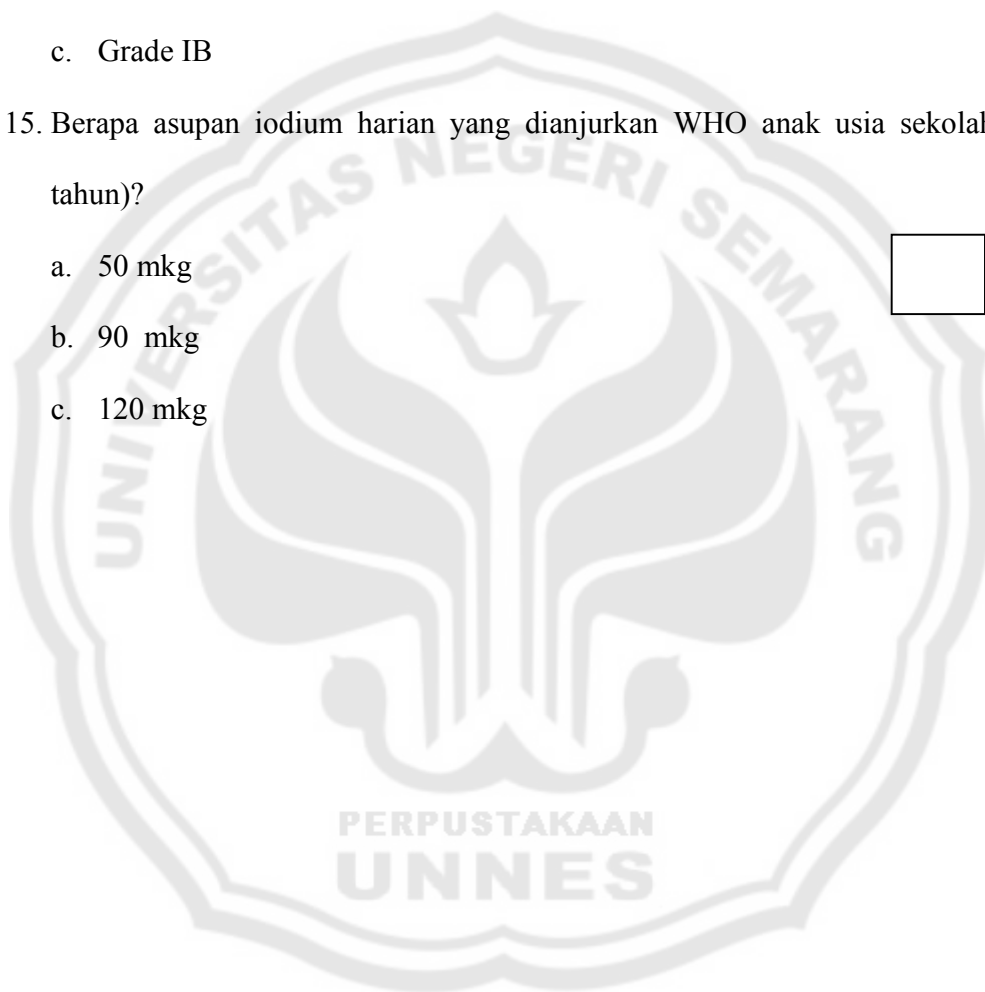 c. Grade IB
15. Berapa asupan iodium harian yang dianjurkan WHO anak usia sekolah
tahun)?
a. 50 mkg
b. 90 mkg
c. 120 mkg
UNIVERSITAS NEGERI SEMARANG
PERPUSTAKAAN
UNNES